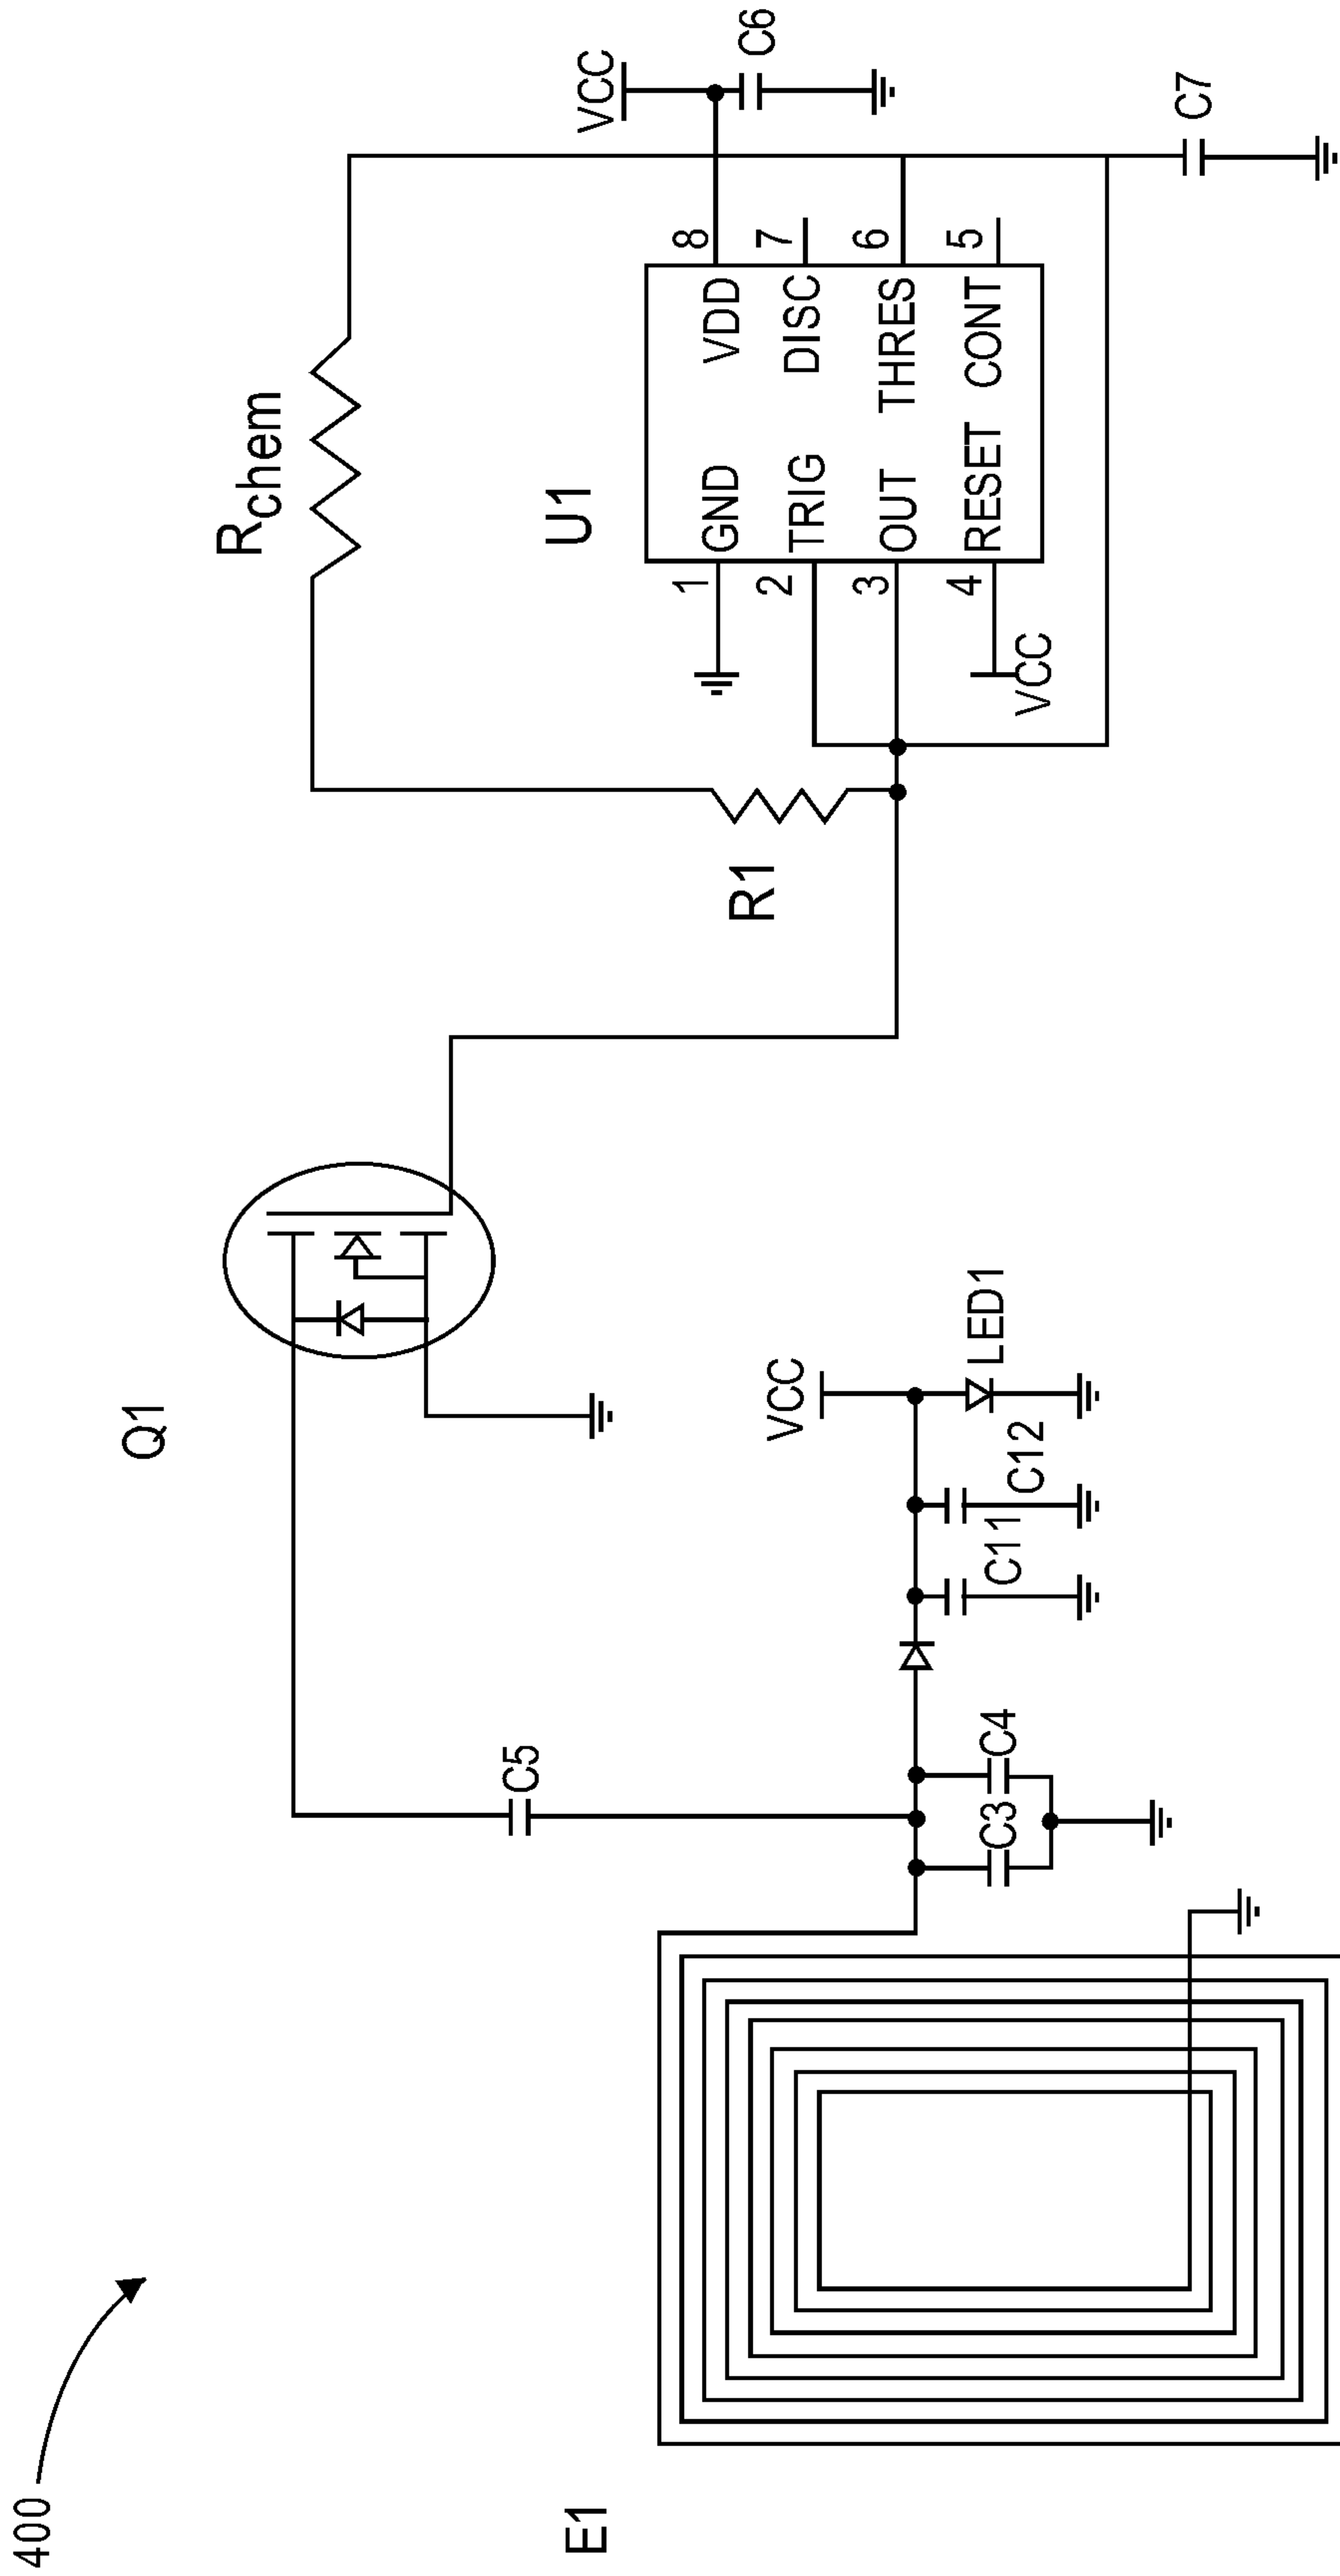 400
E1
Q1
C5
C3
C4
C11
C12
VCC
LED1
R1
Rchem
U1
1
GND
2
TRIG
3
OUT
4
RESET
VCC
VDD
8
DISC
7
THRES
6
CONT
5
VCC
C6
C7